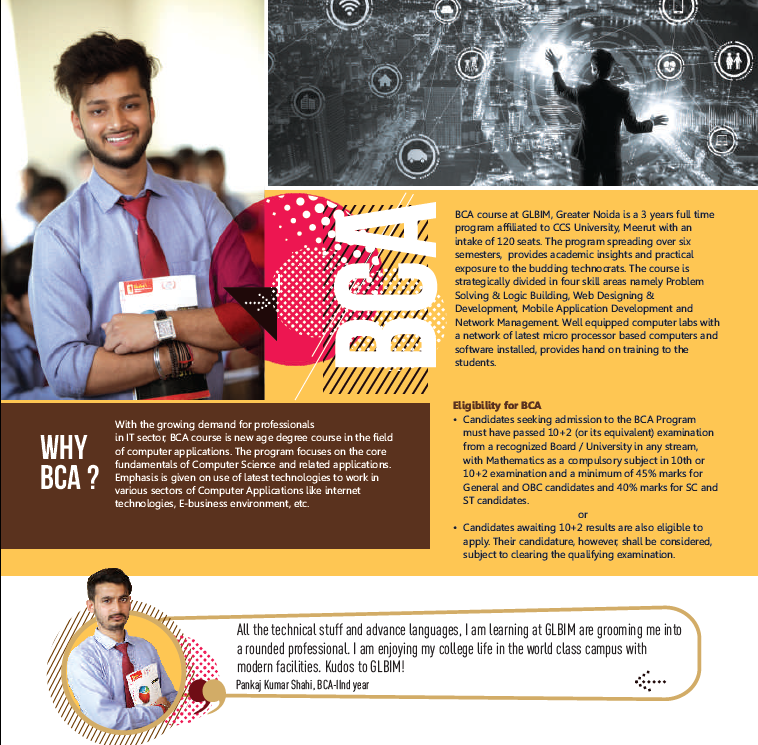 BCA
BCA course at GLBIM, Greater Noida is a 3 years full time
program affiliated to CCS University, Meerut with an
intake of 120 seats. The program spreading over six
semesters, provides academic insights and practical
exposure to the budding technocrats. The course is
strategically divided in four skill areas namely Problem
Solving & Logic Building, Web Designing &
Development, Mobile Application Development and
Network Management. Well equipped computer labs with
a network of latest micro processor based computers and
software installed, provides hand on training to the
students.
WHY
BCA ?
With the growing demand for professionals
in IT sector, BCA course is new age degree course in the field
of computer applications. The program focuses on the core
fundamentals of Computer Science and related applications.
Emphasis is given on use of latest technologies to work in
various sectors of Computer Applications like internet
technologies, E-business environment, etc.
Eligibility for BCA
• Candidates seeking admission to the BCA Program
must have passed 10+2 (or its equivalent) examination
from a recognized Board / University in any stream,
with Mathematics as a compulsory subject in 10th or
10+2 examination and a minimum of 45% marks for
General and OBC candidates and 40% marks for SC and
ST candidates.
or
• Candidates awaiting 10+2 results are also eligible to
apply. Their candidature, however, shall be considered,
subject to clearing the qualifying examination.
All the technical stuff and advance languages, I am learning at GLBIM are grooming me into
a rounded professional. I am enjoying my college life in the world class campus with
modern facilities. Kudos to GLBIM!
Pankaj Kumar Shahi, BCA-IInd year